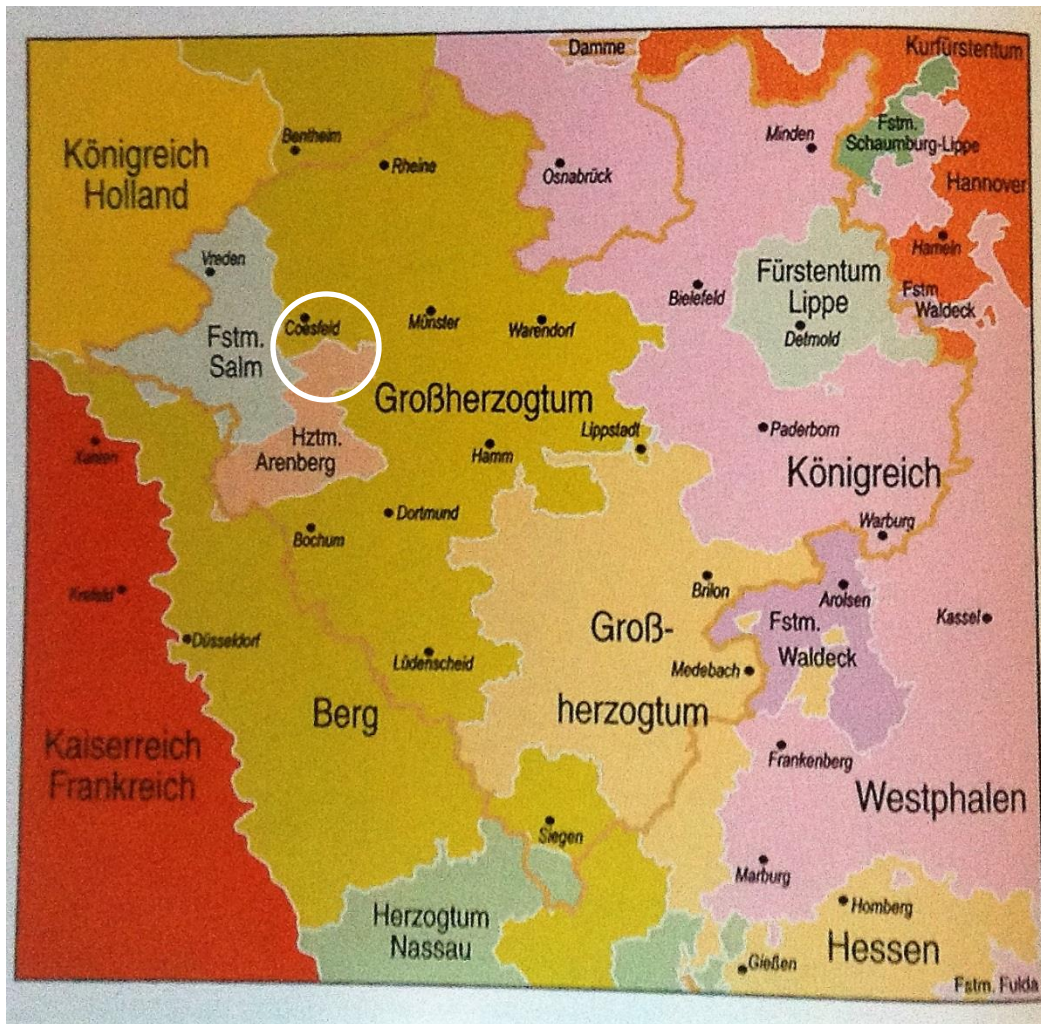 Damme
Kurfürstentum
Bentheim
Rheine
Minden
Fstm.
Schaumburg-Lippe
Königreich
Holland
Osnabrück
Hannover
Vreden
Hameln
Fürstentum
Lippe
Bielefeld
Fstm.
Waldeck
Coesfeld
Münster
Warendorf
Detmold
Fstm.
Salm
Großherzogtum
Lippstadt
Paderborn
Xanten
Hztm.
Arenberg
Hamm
Königreich
Dortmund
Bochum
Warburg
Krefeld
Brilon
Arolsen
Kassel
Groß-
Fstm.
Waldeck
Düsseldorf
Lüdenscheid
Medebach
Berg
herzogtum
Kaiserreich
Frankreich
Frankenberg
Westphalen
Siegen
Marburg
Homberg
Herzogtum
Nassau
Hessen
Gießen
Fstm. Fulda